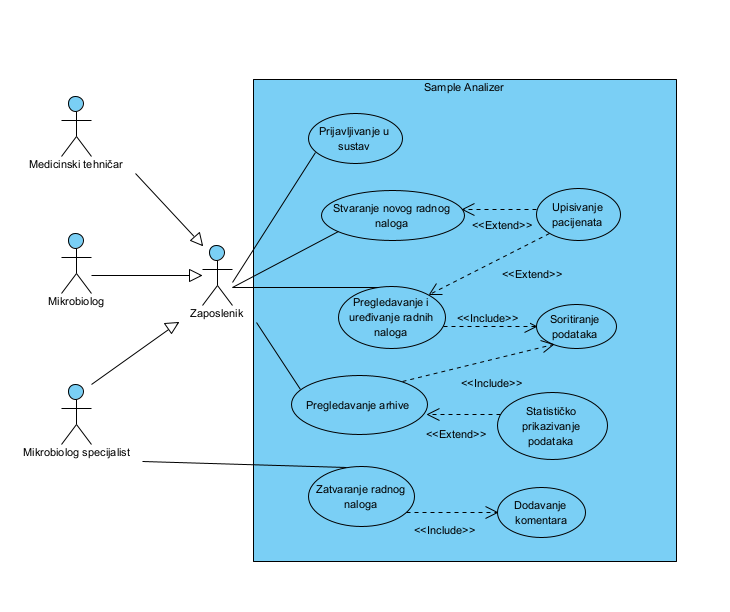 Sample Analizer
Medicinski tehničar
Mikrobiolog
Mikrobiolog specijalist
Zaposlenik
Prijavljivanje u
sustav
Stvaranje novog radnog
naloga
<<Extend>>
Upisivanje
pacijenata
<<Extend>>
Pregledavanje i
uređivanje radnih
naloga
<<Include>>
Soritiranje
podataka
<<Include>>
Pregledavanje arhive
<<Extend>>
Statističko
prikazivanje
podataka
Zatvaranje radnog
naloga
<<Include>>
Dodavanje
komentara